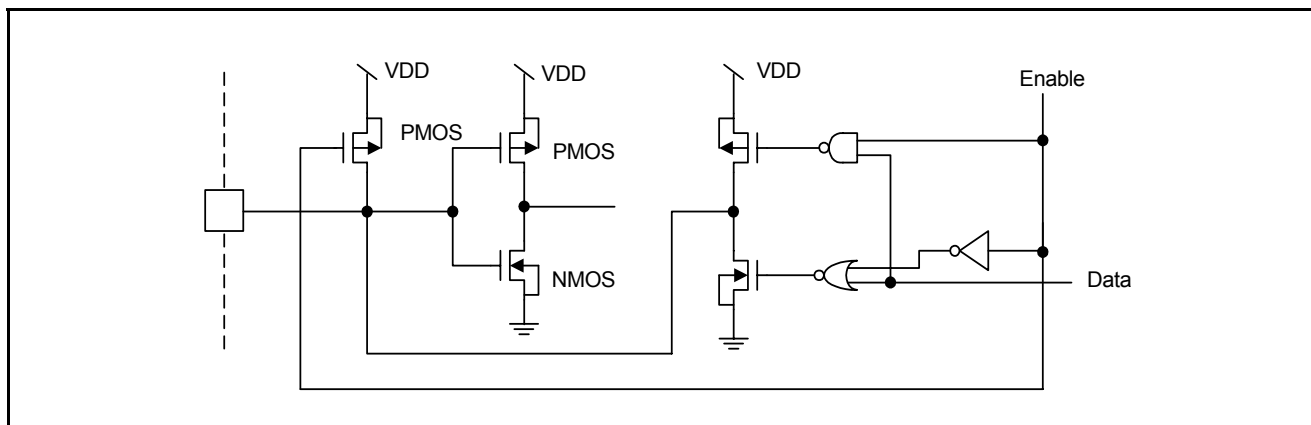 VDD
VDD
VDD
Enable
PMOS
PMOS
NMOS
Data